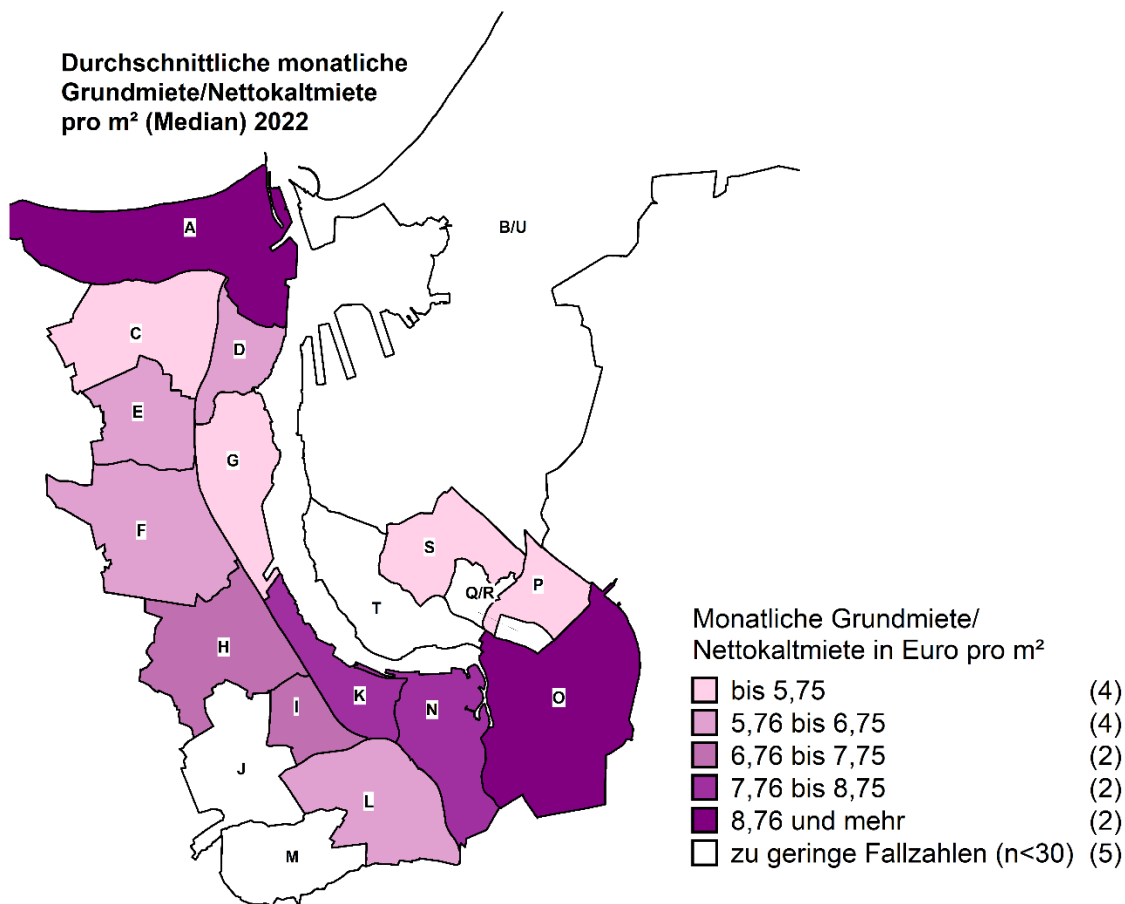 Durchschnittliche monatliche
Grundmiete/Nettokaltmiete
pro m² (Median) 2022
A
B/U
C
D
E
G
F
S
Q/R
P
T
H
K
I
N
O
J
L
M
Monatliche Grundmiete/
Nettokaltmiete in Euro pro m²
bis 5,75 (4)
5,76 bis 6,75 (4)
6,76 bis 7,75 (2)
7,76 bis 8,75 (2)
8,76 und mehr (2)
zu geringe Fallzahlen (n<30) (5)